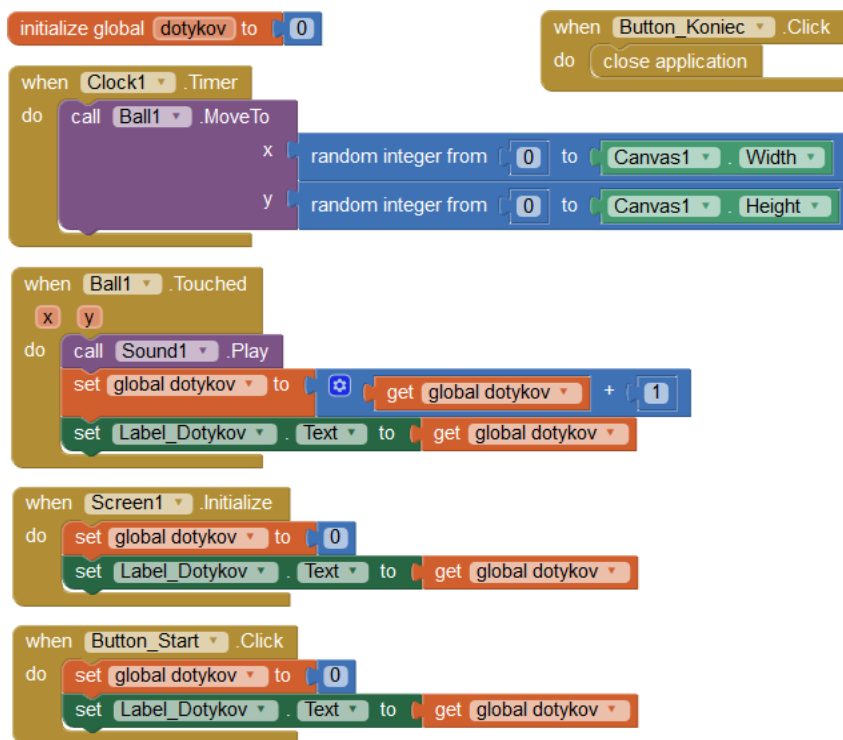 initialize global dotykov to 0
when Button_Koniec .Click
do close application
when Clock1 .Timer
do call Ball1 .MoveTo
x random integer from 0 to Canvas1 . Width
y random integer from 0 to Canvas1 . Height
when Ball1 .Touched
x y
do call Sound1 .Play
set global dotykov to get global dotykov + 1
set Label_Dotykov . Text to get global dotykov
when Screen1 .Initialize
do set global dotykov to 0
set Label_Dotykov . Text to get global dotykov
when Button_Start .Click
do set global dotykov to 0
set Label_Dotykov . Text to get global dotykov